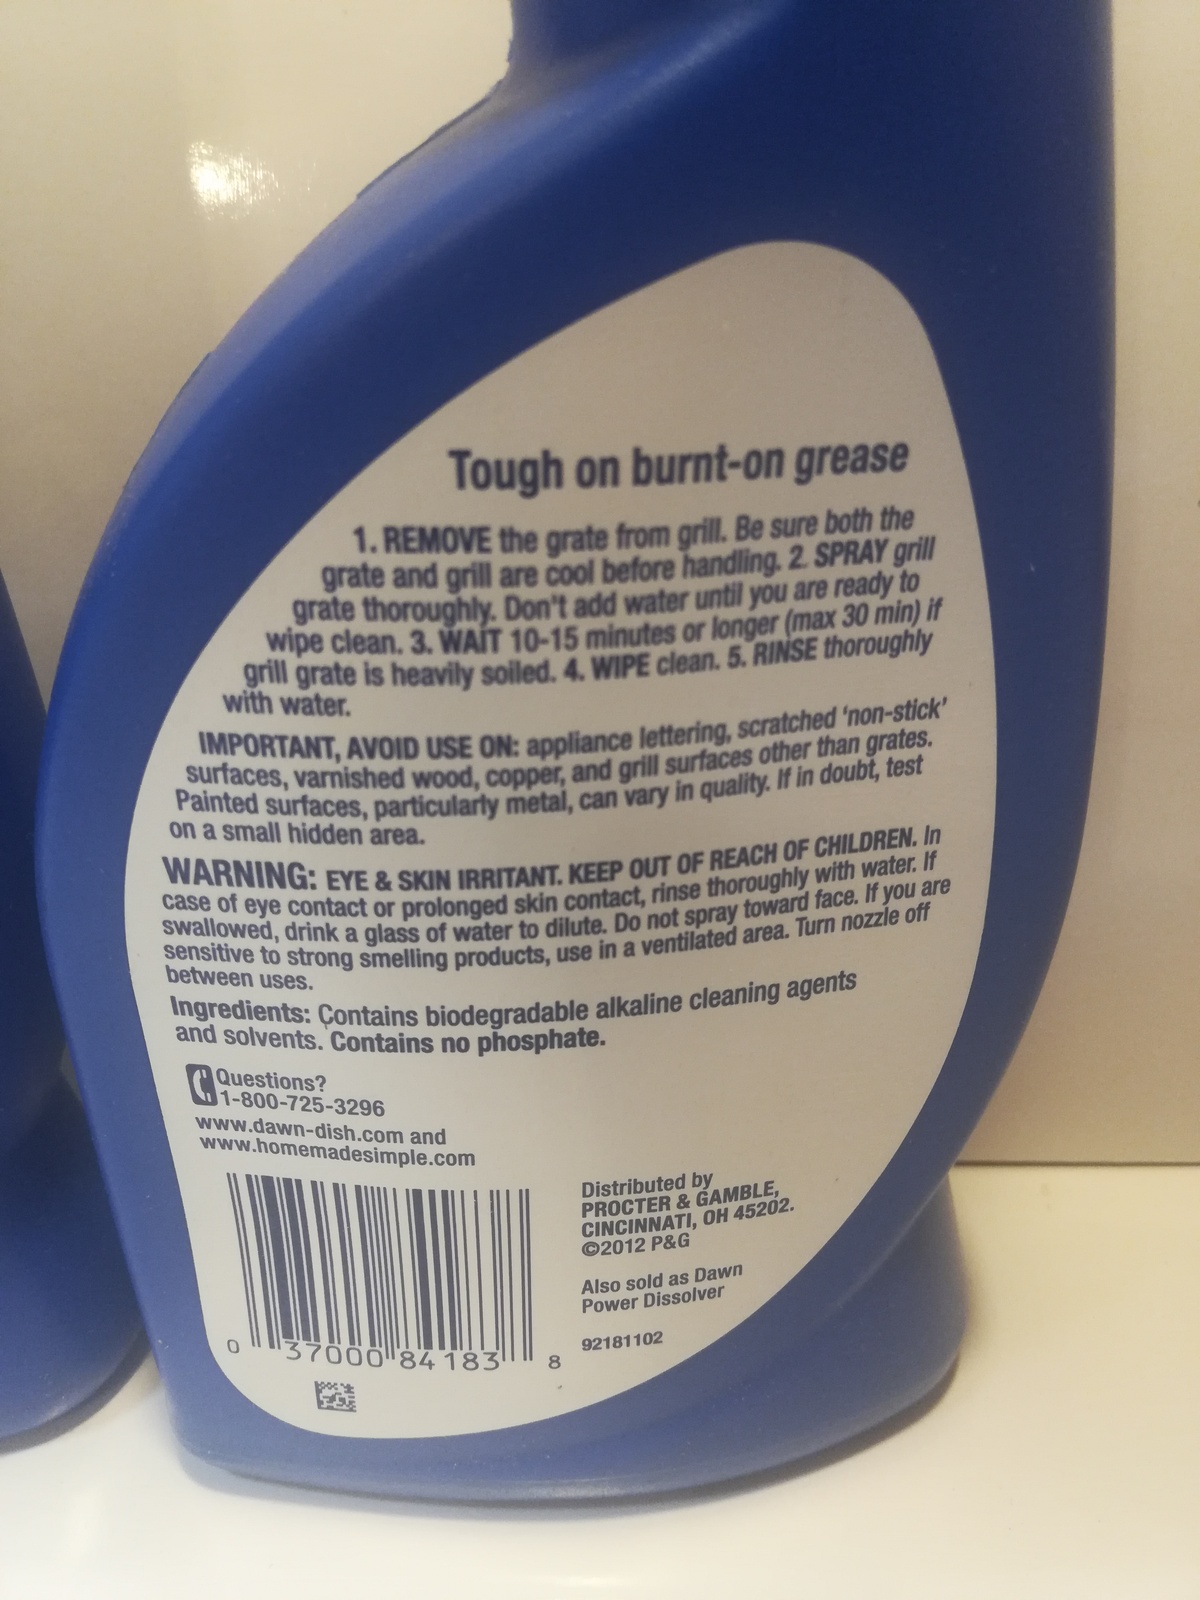 Tough on burnt-on grease
1. REMOVE the grate from grill. Be sure both the
grate and grill are cool before handling. 2. SPRAY grill
grate thoroughly. Don't add water until you are ready to
wipe clean. 3. WAIT 10-15 minutes or longer (max 30 min) if
grill grate is heavily soiled. 4. WIPE clean. 5. RINSE thoroughly
with water.
IMPORTANT, AVOID USE ON: appliance lettering, scratched 'non-stick'
surfaces, varnished wood, copper, and grill surfaces other than grates.
Painted surfaces, particularly metal, can vary in quality. If in doubt, test
on a small hidden area.
WARNING: EYE & SKIN IRRITANT. KEEP OUT OF REACH OF CHILDREN. In
case of eye contact or prolonged skin contact, rinse thoroughly with water. If
swallowed, drink a glass of water to dilute. Do not spray toward face. If you are
sensitive to strong smelling products, use in a ventilated area. Turn nozzle off
between uses.
Ingredients: Contains biodegradable alkaline cleaning agents
and solvents. Contains no phosphate.
Questions?
1-800-725-3296
www.dawn-dish.com and
www.homemadesimple.com
Distributed by
PROCTER & GAMBLE,
CINCINNATI, OH 45202.
©2012 P&G
Also sold as Dawn
Power Dissolver
92181102
0 37000 84183 8